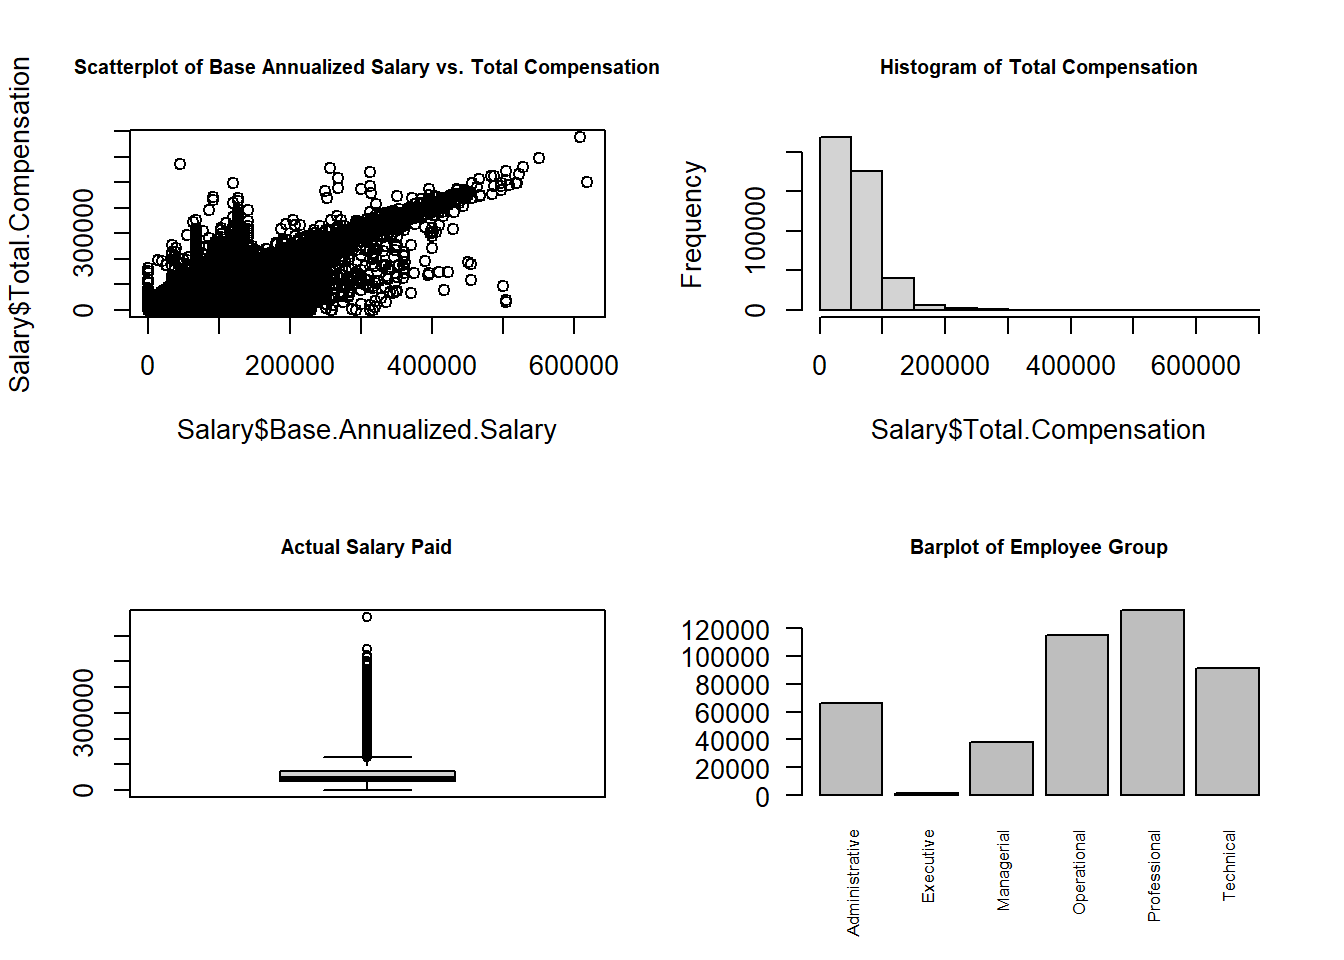 Scatterplot of Base Annualized Salary vs. Total Compensation
Salary$Total.Compensation
300000
0
0 200000 400000 600000
Salary$Base.Annualized.Salary
Histogram of Total Compensation
Frequency
100000
0
0 200000 400000 600000
Salary$Total.Compensation
Actual Salary Paid
300000
0
Barplot of Employee Group
120000
100000
80000
60000
40000
20000
0
Administrative
Executive
Managerial
Operational
Professional
Technical